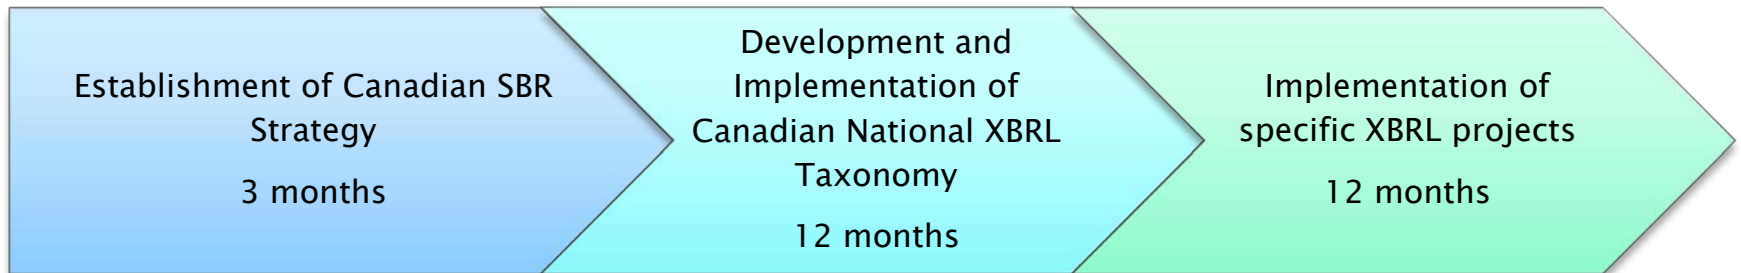 Establishment of Canadian SBR
Strategy
3 months
Development and
Implementation of
Canadian National XBRL
Taxonomy
12 months
Implementation of
specific XBRL projects
12 months